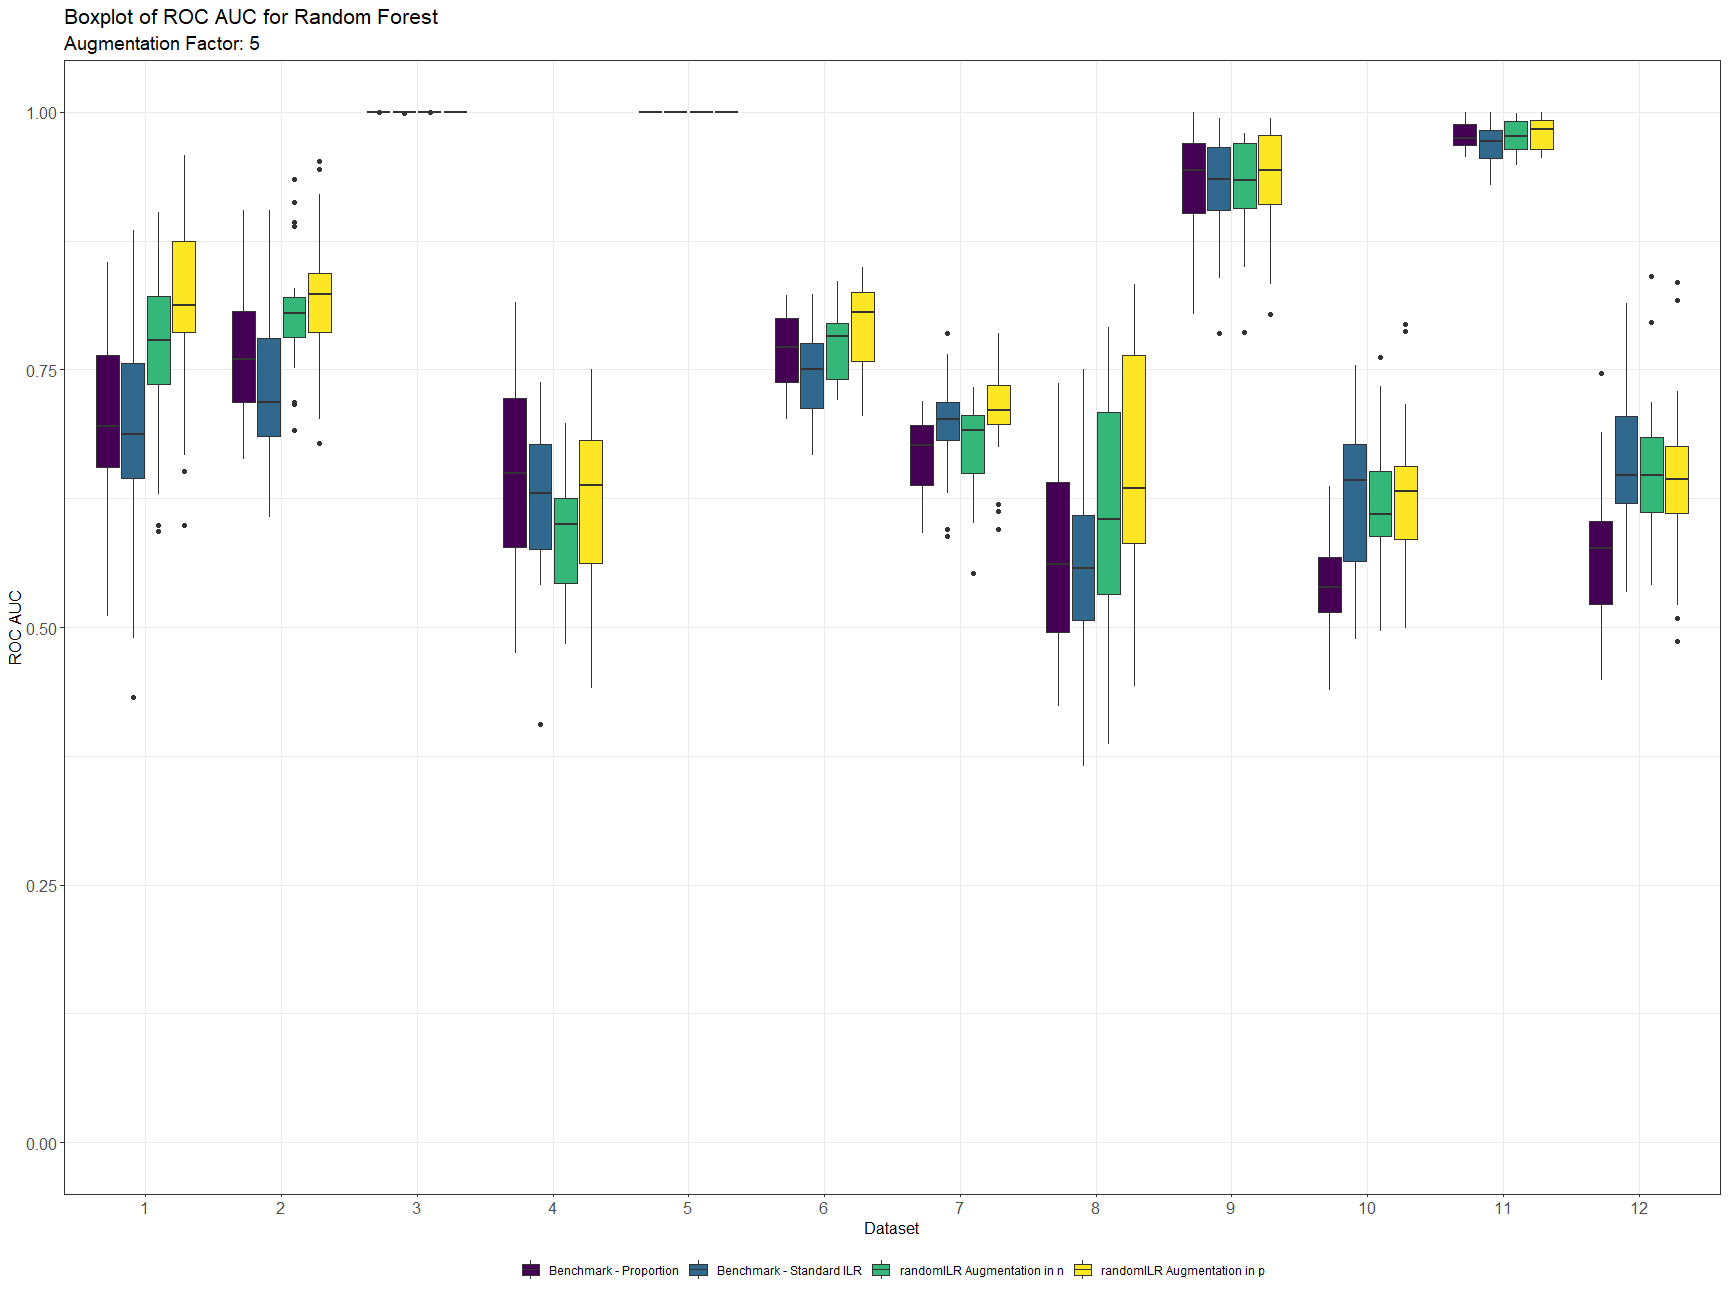 Boxplot of ROC AUC for Random Forest
Augmentation Factor: 5
1.00
0.75
0.50
0.25
0.00
ROC AUC
1 2 3 4 5 6 7 8 9 10 11 12
Dataset
Benchmark - Proportion Benchmark - Standard ILR randomILR Augmentation in n randomILR Augmentation in p